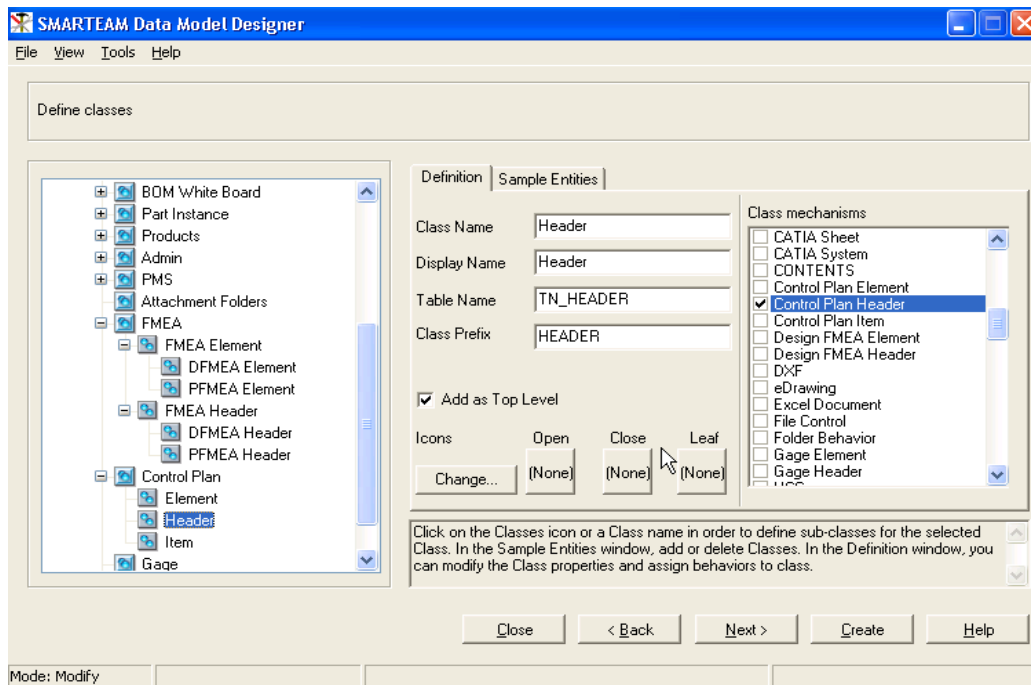 SMARTEAM Data Model Designer
File View Tools Help
Define classes
BOM White Board
Part Instance
Products
Admin
PMS
Attachment Folders
FMEA
FMEA Element
DFMEA Element
PFMEA Element
FMEA Header
DFMEA Header
PFMEA Header
Control Plan
Element
Header
Item
Gage
Definition Sample Entities
Class Name Header
Display Name Header
Table Name TN_HEADER
Class Prefix HEADER
Add as Top Level
Icons Open Close Leaf
Change... (None) (None) (None)
Class mechanisms
CATIA Sheet
CATIA System
CONTENTS
Control Plan Element
Control Plan Header
Control Plan Item
Design FMEA Element
Design FMEA Header
DXF
eDrawing
Excel Document
File Control
Folder Behavior
Gage Element
Gage Header
Click on the Classes icon or a Class name in order to define sub-classes for the selected
Class. In the Sample Entities window, add or delete Classes. In the Definition window, you
can modify the Class properties and assign behaviors to class.
Close < Back Next > Create Help
Mode: Modify